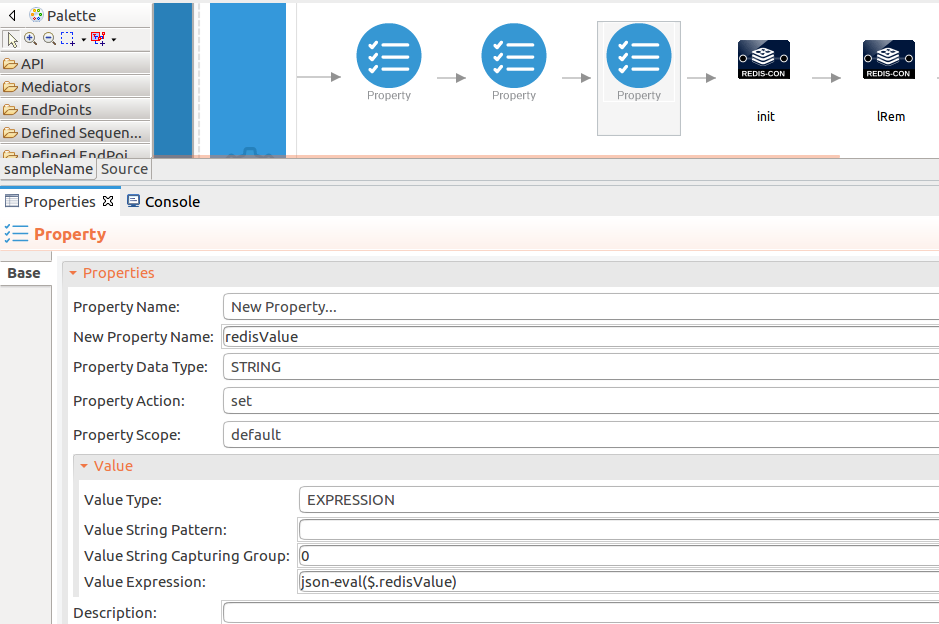 Palette
API
Mediators
EndPoints
Defined Sequen...
Defined EndPoi
Property
Property
Property
REDIS-CON
REDIS-CON
init
lRem
sampleName
Source
Properties
Console
Property
Base
Properties
Property Name:
New Property...
New Property Name:
redisValue
Property Data Type:
STRING
Property Action:
set
Property Scope:
default
Value
Value Type:
EXPRESSION
Value String Pattern:
Value String Capturing Group:
0
Value Expression:
json-eval($.redisValue)
Description: